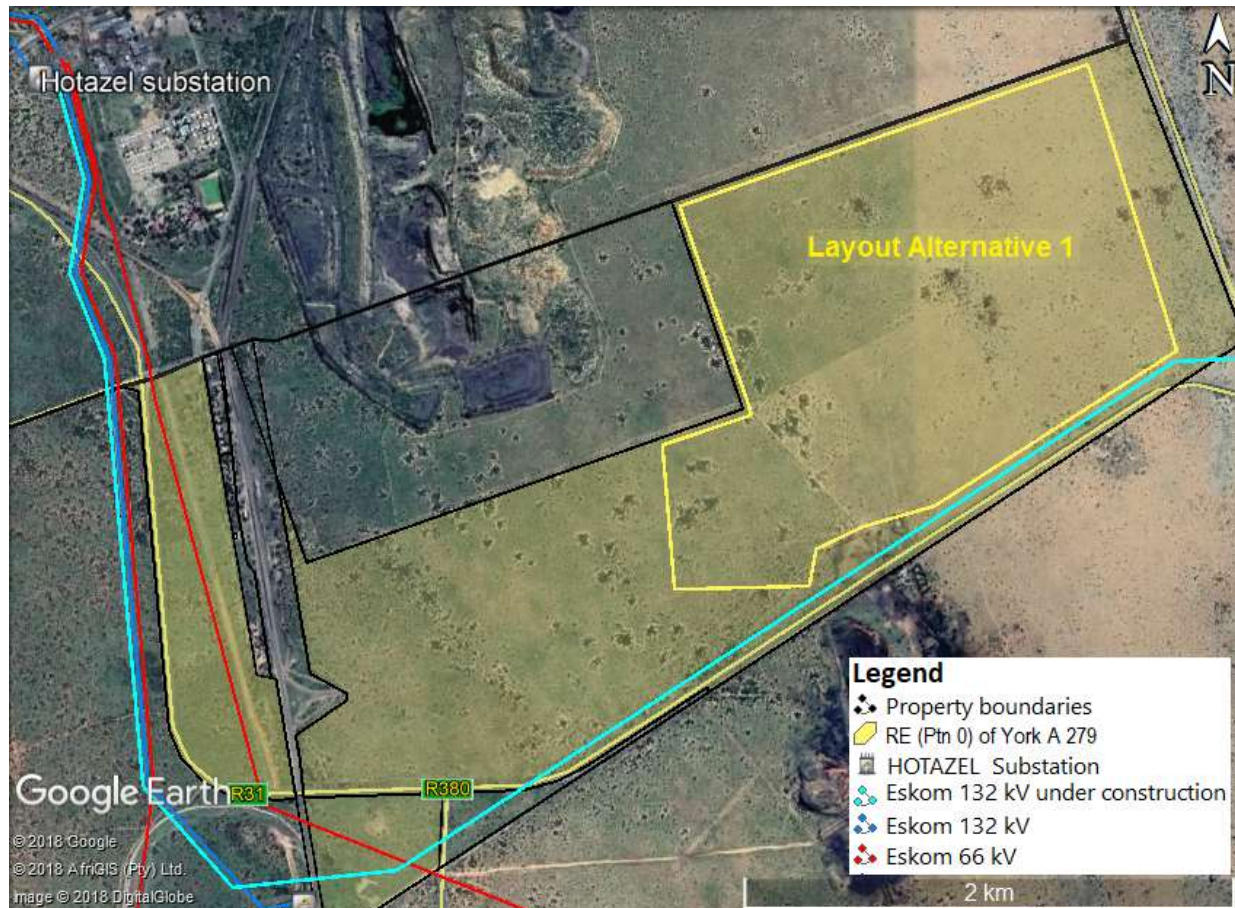 Hotazel substation
N
Layout Alternative 1
Legend
Property boundaries
RE (Ptn 0) of York A 279
HOTAZEL Substation
Eskom 132 kV under construction
Eskom 132 kV
Eskom 66 kV
Google Earth
R31
R380
© 2018 Google
© 2018 AfriGIS (Pty) Ltd.
Image © 2018 DigitalGlobe
2 km